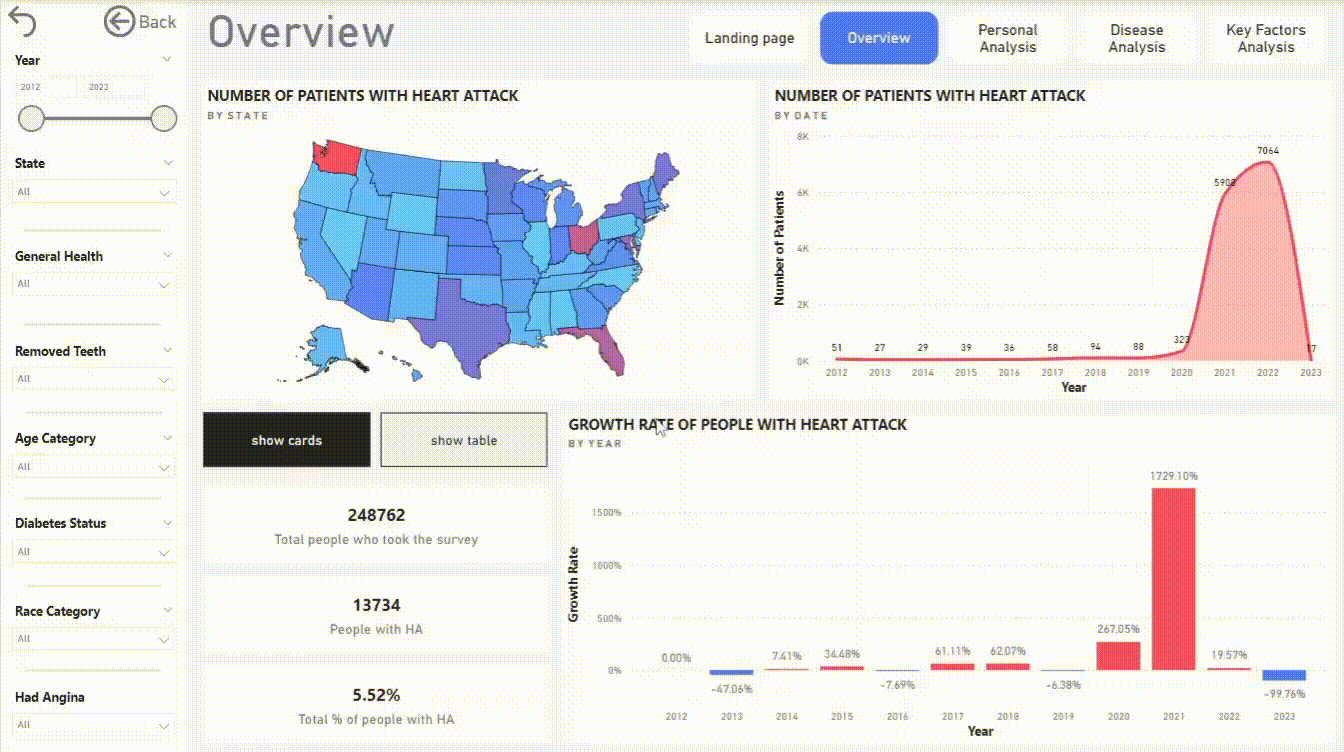 Back
Overview
Landing page
Overview
Personal
Analysis
Disease
Analysis
Key Factors
Analysis
Year
2012
2023
State
All
General Health
All
Removed Teeth
All
Age Category
All
Diabetes Status
All
Race Category
All
Had Angina
All
NUMBER OF PATIENTS WITH HEART ATTACK
BY STATE
NUMBER OF PATIENTS WITH HEART ATTACK
BY DATE
Number of Patients
8K
6K
4K
2K
0K
51
27
29
39
36
58
94
88
323
5908
7064
17
2012
2013
2014
2015
2016
2017
2018
2019
2020
2021
2022
2023
Year
show cards
show table
248762
Total people who took the survey
13734
People with HA
5.52%
Total % of people with HA
GROWTH RATE OF PEOPLE WITH HEART ATTACK
BY YEAR
Growth Rate
1500%
1000%
500%
0%
0.00%
-47.06%
7.41%
34.48%
-7.69%
61.11%
62.07%
-6.38%
267.05%
1729.10%
19.57%
-99.76%
2012
2013
2014
2015
2016
2017
2018
2019
2020
2021
2022
2023
Year